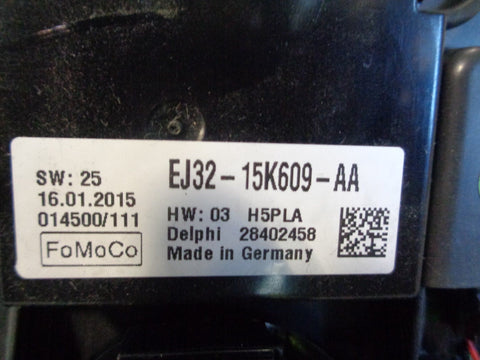 SW: 25
16.01.2015
014500/111
FoMoCo
EJ32-15K609-AA
HW: 03 H5PLA
Delphi 28402458
Made in Germany